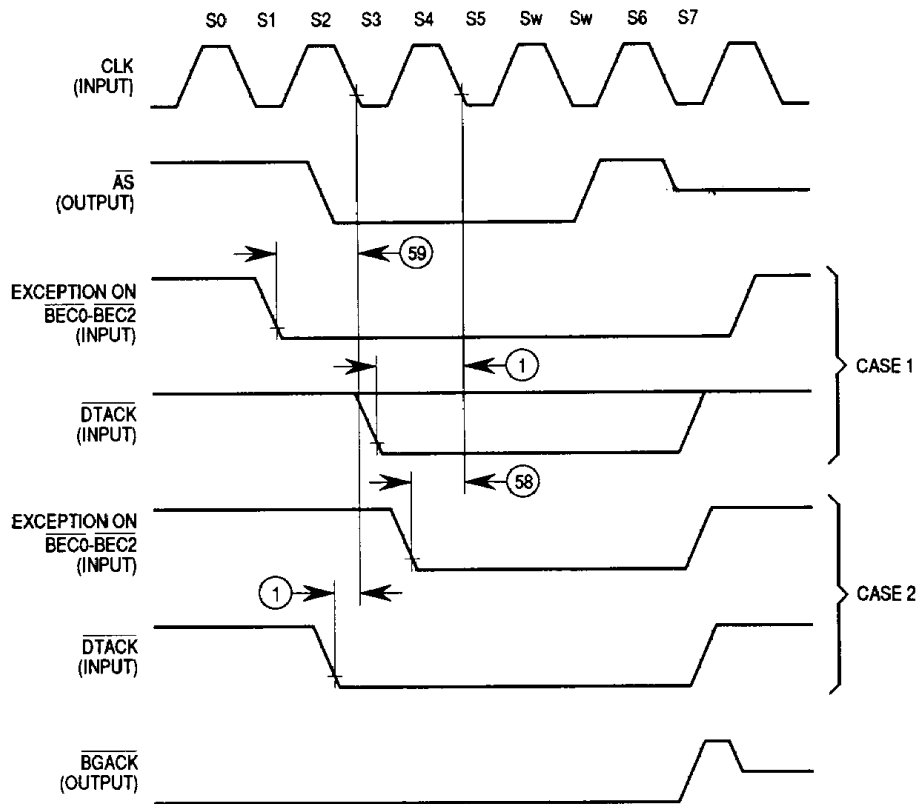 S0 S1 S2 S3 S4 S5 Sw Sw S6 S7
CLK
(INPUT)
AS
(OUTPUT)
59
EXCEPTION ON
BEC0-BEC2
(INPUT)
1
CASE 1
DTACK
(INPUT)
58
EXCEPTION ON
BEC0-BEC2
(INPUT)
1
CASE 2
DTACK
(INPUT)
BGACK
(OUTPUT)